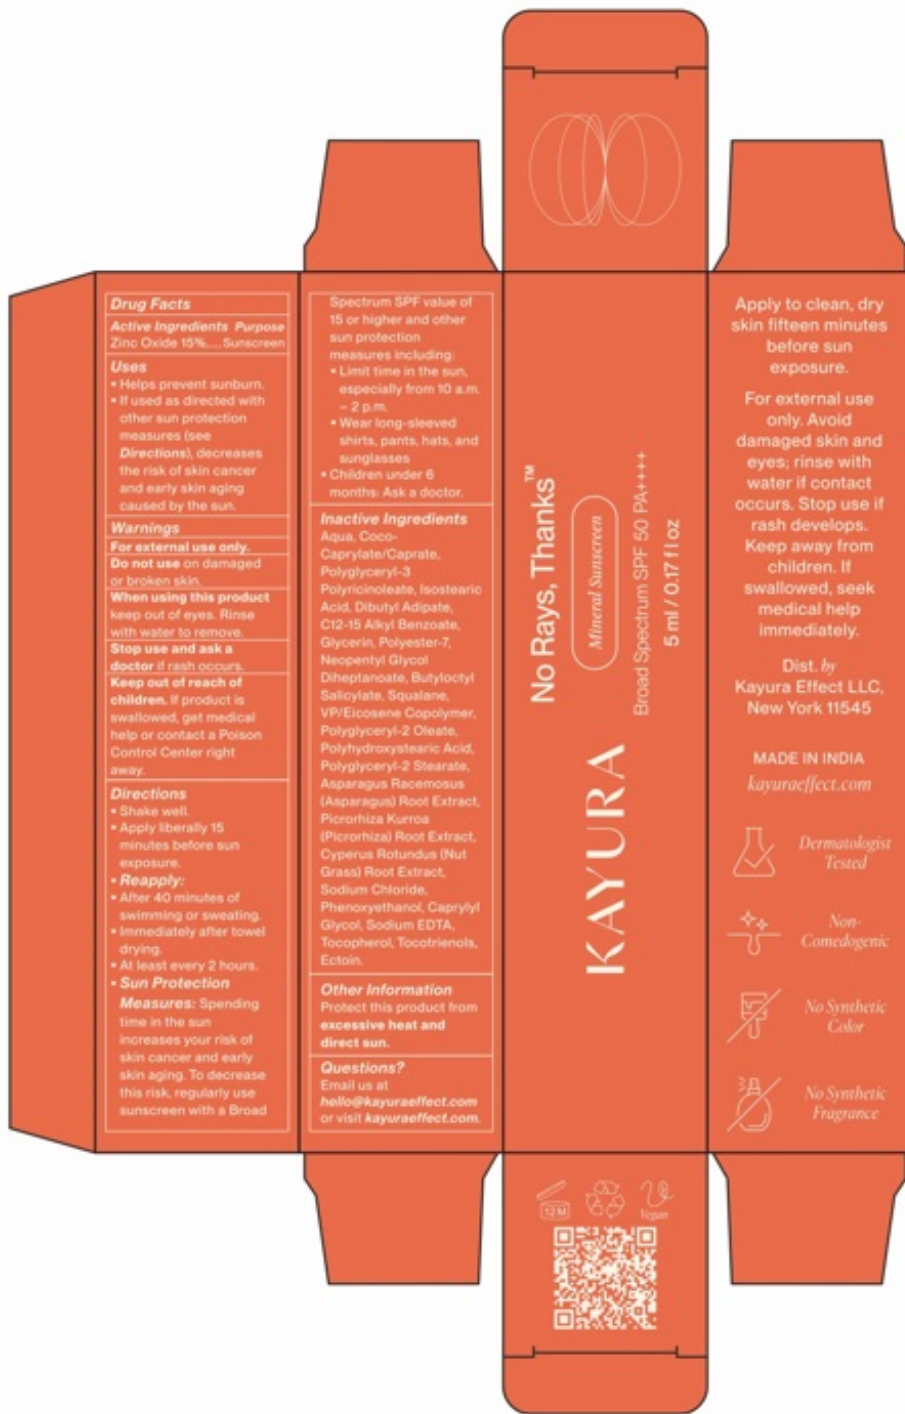 Drug Facts
Active Ingredients Purpose
Zinc Oxide 15%.....Sunscreen
Uses
▪ Helps prevent sunburn.
▪ If used as directed with
other sun protection
measures (see
Directions), decreases
the risk of skin cancer
and early skin aging
caused by the sun.
Warnings
For external use only.
Do not use on damaged
or broken skin.
When using this product
keep out of eyes. Rinse
with water to remove.
Stop use and ask a
doctor if rash occurs.
Keep out of reach of
children. If product is
swallowed, get medical
help or contact a Poison
Control Center right
away.
Directions
▪ Shake well.
▪ Apply liberally 15
minutes before sun
exposure.
▪ Reapply:
▪ After 40 minutes of
swimming or sweating.
▪ Immediately after towel
drying.
▪ At least every 2 hours.
▪ Sun Protection
Measures: Spending
time in the sun
increases your risk of
skin cancer and early
skin aging. To decrease
this risk, regularly use
sunscreen with a Broad
Spectrum SPF value of
15 or higher and other
sun protection
measures including:
▪ Limit time in the sun,
especially from 10 a.m.
– 2 p.m.
▪ Wear long-sleeved
shirts, pants, hats, and
sunglasses
▪ Children under 6
months: Ask a doctor.
Inactive Ingredients
Aqua, Coco-
Caprylate/Caprate,
Polyglyceryl-3
Polyricinoleate, Isostearic
Acid, Dibutyl Adipate,
C12-15 Alkyl Benzoate,
Glycerin, Polyester-7,
Neopentyl Glycol
Diheptanoate, Butyloctyl
Salicylate, Squalane,
VP/Eicosene Copolymer,
Polyglyceryl-2 Oleate,
Polyhydroxystearic Acid,
Polyglyceryl-2 Stearate,
Asparagus Racemosus
(Asparagus) Root Extract,
Picrorhiza Kurroa
(Picrorhiza) Root Extract,
Cyperus Rotundus (Nut
Grass) Root Extract,
Sodium Chloride,
Phenoxyethanol, Caprylyl
Glycol, Sodium EDTA,
Tocopherol, Tocotrienols,
Ectoin.
Other Information
Protect this product from
excessive heat and
direct sun.
Questions?
Email us at
hello@kayuraeffect.com
or visit kayuraeffect.com.
KAYURA
No Rays, Thanks™
Mineral Sunscreen
Broad Spectrum SPF 50 PA++++
5 ml / 0.17 fl oz
12M
Vegan
Apply to clean, dry
skin fifteen minutes
before sun
exposure.
For external use
only. Avoid
damaged skin and
eyes; rinse with
water if contact
occurs. Stop use if
rash develops.
Keep away from
children. If
swallowed, seek
medical help
immediately.
Dist. by
Kayura Effect LLC,
New York 11545
MADE IN INDIA
kayuraeffect.com
Dermatologist
Tested
Non-
Comedogenic
No Synthetic
Color
No Synthetic
Fragrance